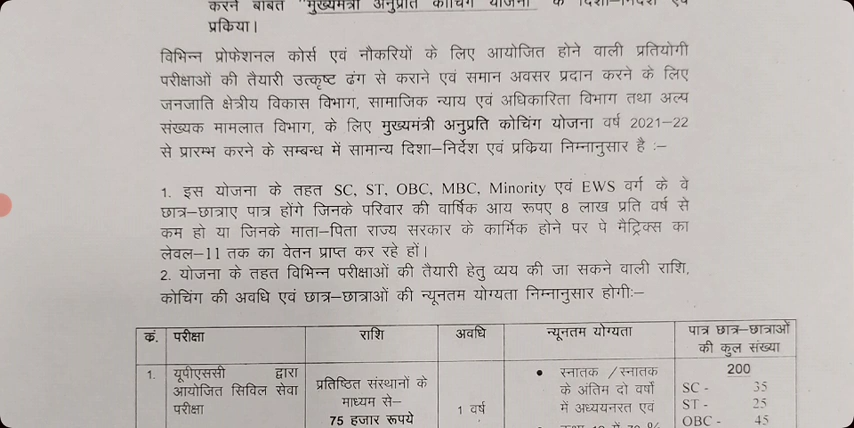 करने बाबत "मुख्यमंत्री अनुप्रति कोचिंग योजना" के दिशा–निर्देश एवं
प्रकिया।
विभिन्न प्रोफेशनल कोर्स एवं नौकरियों के लिए आयोजित होने वाली प्रतियोगी
परीक्षाओं की तैयारी उत्कृष्ट ढंग से कराने एवं समान अवसर प्रदान करने के लिए
जनजाति क्षेत्रीय विकास विभाग, सामाजिक न्याय एवं अधिकारिता विभाग तथा अल्प
संख्यक मामलात विभाग, के लिए मुख्यमंत्री अनुप्रति कोचिंग योजना वर्ष 2021–22
से प्रारम्भ करने के सम्बन्ध में सामान्य दिशा–निर्देश एवं प्रकिया निम्नानुसार है :–
1. इस योजना के तहत SC, ST, OBC, MBC, Minority एवं EWS वर्ग के वे
छात्र–छात्राए पात्र होंगे जिनके परिवार की वार्षिक आय रूपए 8 लाख प्रति वर्ष से
कम हो या जिनके माता–पिता राज्य सरकार के कार्मिक होने पर पे मैट्रिक्स का
लेवल–11 तक का वेतन प्राप्त कर रहे हों।
2. योजना के तहत विभिन्न परीक्षाओं की तैयारी हेतु व्यय की जा सकने वाली राशि,
कोचिंग की अवधि एवं छात्र–छात्राओं की न्यूनतम योग्यता निम्नानुसार होगी:–
कं. परीक्षा राशि अवधि न्यूनतम योग्यता पात्र छात्र–छात्राओं
की कुल संख्या
1. यूपीएससी द्वारा
आयोजित सिविल सेवा
परीक्षा
प्रतिष्ठित संस्थानों के
माध्यम से–
75 हजार रूपये
1 वर्ष
• स्नातक / स्नातक
के अंतिम दो वर्षो
में अध्ययनरत एवं
200
SC - 35
ST - 25
OBC - 45